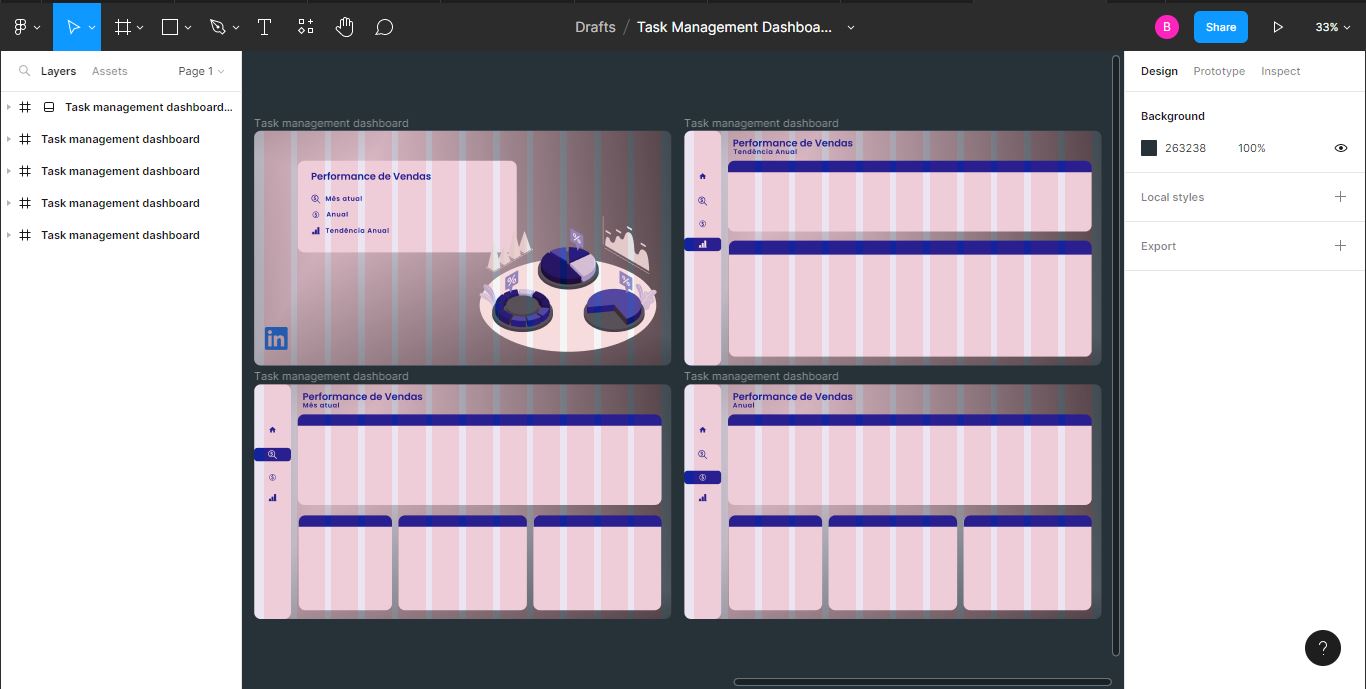 Drafts / Task Management Dashboa...
B
Share
33%
Layers
Assets
Page 1
Task management dashboard...
Task management dashboard
Task management dashboard
Task management dashboard
Task management dashboard
Task management dashboard
Performance de Vendas
Mês atual
Anual
Tendência Anual
%
%
%
in
Task management dashboard
Performance de Vendas
Tendência Anual
Task management dashboard
Performance de Vendas
Mês atual
Task management dashboard
Performance de Vendas
Anual
Design
Prototype
Inspect
Background
263238
100%
Local styles
Export
?